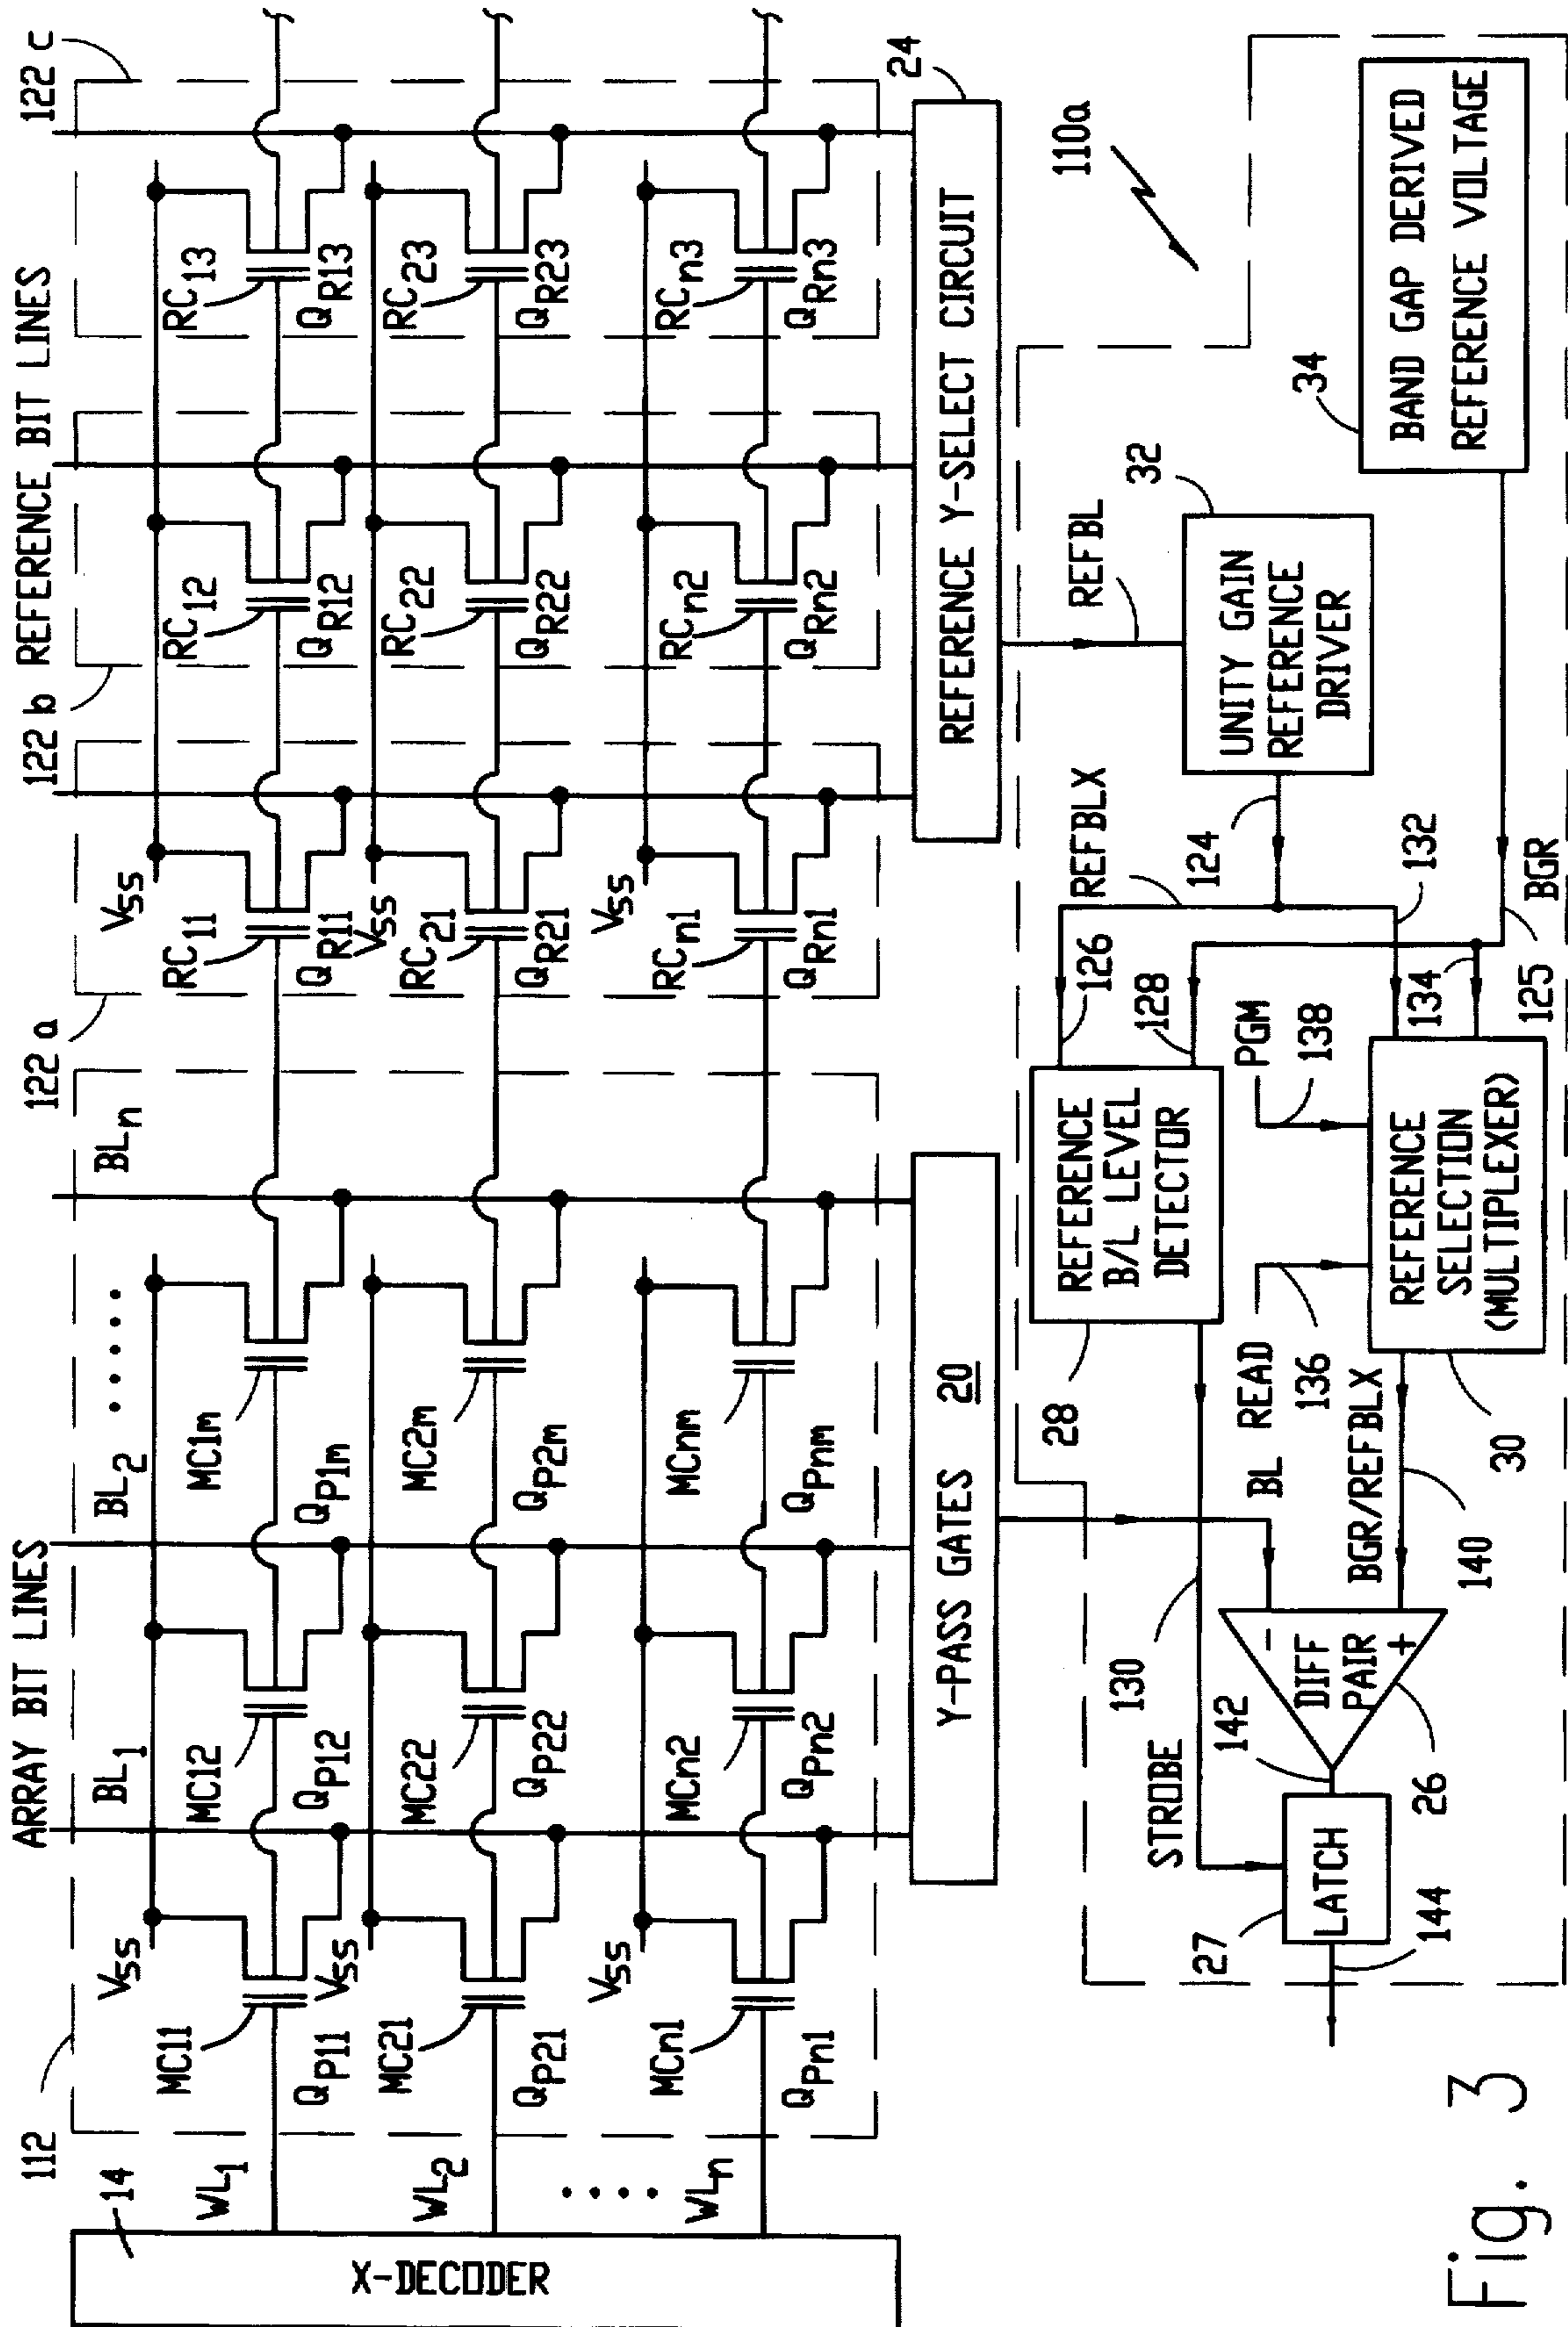 ARRAY BIT LINES
REFERENCE BIT LINES
112
122 a
122 b
122 c
14
X-DECODER
WL1
WL2
....
WLn
BL1
BL2
.....
BLn
VSS
MC11
QP11
MC12
QP12
MC1m
QP1m
VSS
RC11
QR11
RC12
QR12
RC13
QR13
VSS
MC21
QP21
MC22
QP22
MC2m
QP2m
VSS
RC21
QR21
RC22
QR22
RC23
QR23
VSS
MCn1
QPn1
MCn2
QPn2
MCnm
QPnm
VSS
RCn1
QRn1
RCn2
QRn2
RCn3
QRn3
Y-PASS GATES 20
REFERENCE Y-SELECT CIRCUIT
24
110a
REFBL
32
UNITY GAIN
REFERENCE
DRIVER
34
BAND GAP DERIVED
REFERENCE VOLTAGE
REFBLX
124
126
128
132
134
125
BGR
REFERENCE
B/L LEVEL
DETECTOR
28
PGM
138
READ
136
REFERENCE
SELECTION
(MULTIPLEXER)
30
BL
BGR/REFBLX
140
130
STROBE
-
DIFF
PAIR
+
26
142
LATCH
27
144
Fig. 3